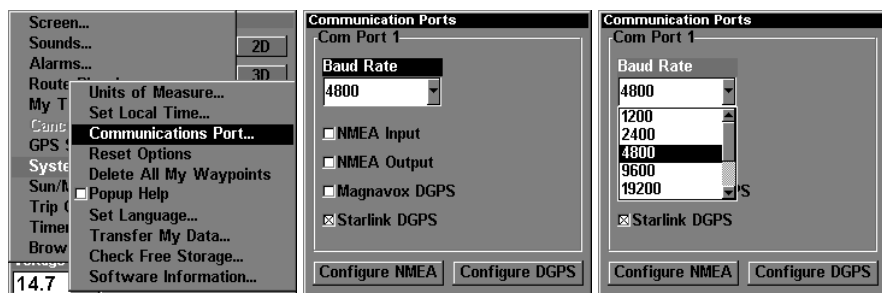 Screen...
Sounds...
2D
Alarms...
3D
Route
My T
GPS
Syste
Sun/
Trip
Timer
Brow
14.7
Units of Measure...
Set Local Time...
Communications Port...
Reset Options
Delete All My Waypoints
Popup Help
Set Language...
Transfer My Data...
Check Free Storage...
Software Information...
Communication Ports
Com Port 1
Baud Rate
4800
NMEA Input
NMEA Output
Magnavox DGPS
Starlink DGPS
Configure NMEA Configure DGPS
Communication Ports
Com Port 1
Baud Rate
4800
1200
2400
4800
9600
19200
PS
Starlink DGPS
Configure NMEA Configure DGPS